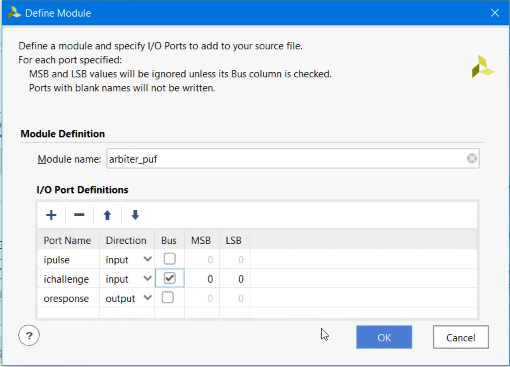 Define Module
Define a module and specify I/O Ports to add to your source file.
For each port specified:
MSB and LSB values will be ignored unless its Bus column is checked.
Ports with blank names will not be written.
Module Definition
Module name: arbiter_puf
I/O Port Definitions
Port Name Direction Bus MSB LSB
ipulse input 0 0
ichallenge input 0 0
oresponse output 0 0
? OK Cancel